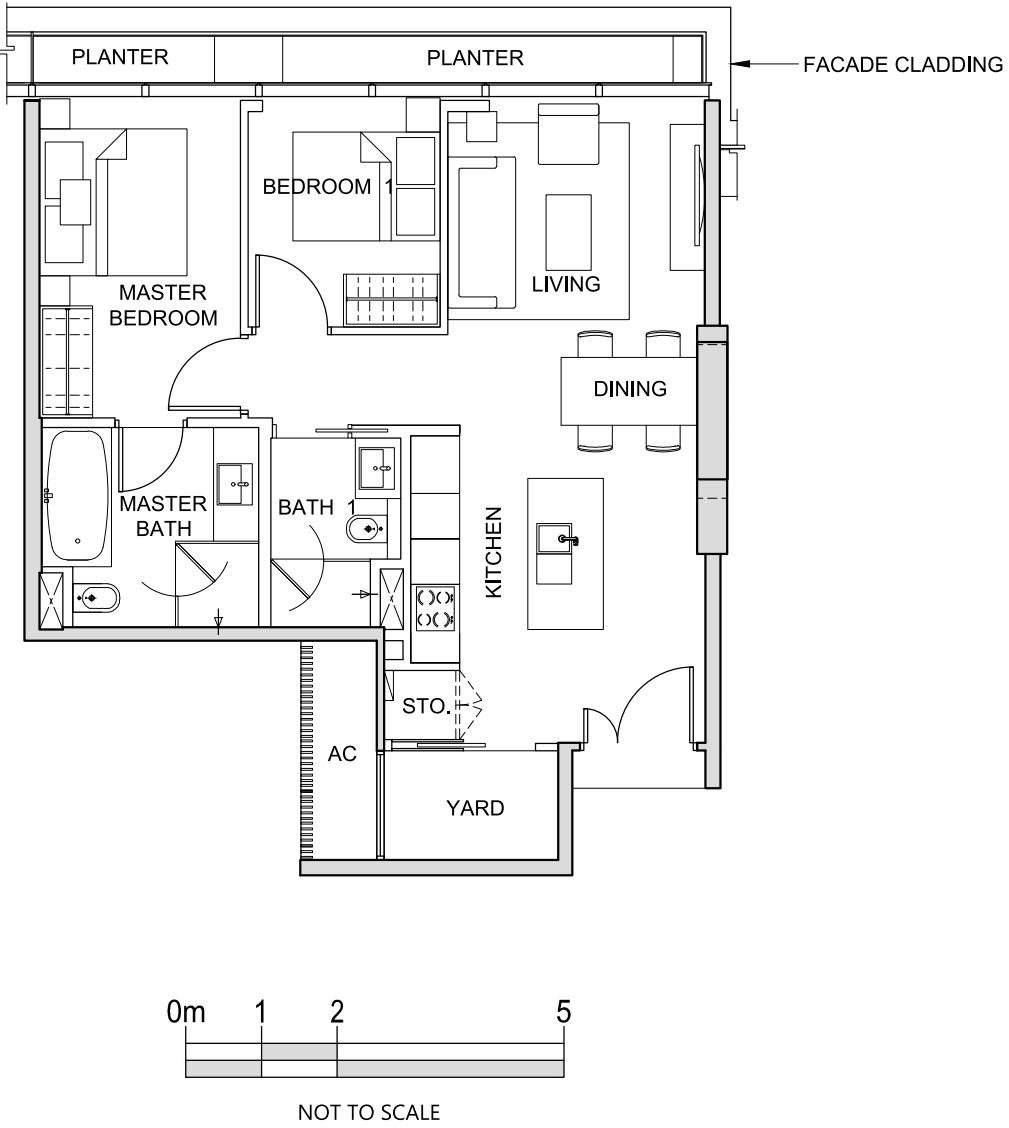 PLANTER
PLANTER
FACADE CLADDING
BEDROOM 1
MASTER
BEDROOM
LIVING
DINING
MASTER
BATH
BATH 1
KITCHEN
STO.
AC
YARD
0m 1 2 5
NOT TO SCALE